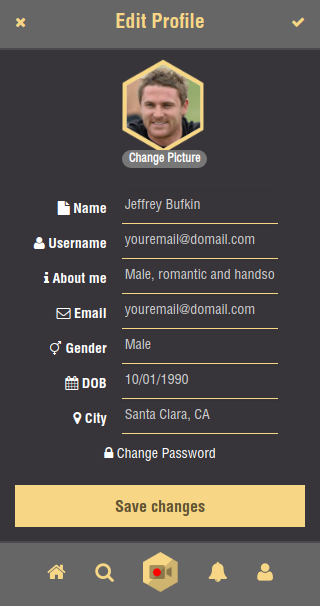 Edit Profile
Change Picture
Name Jeffrey Bufkin
Username youremail@domail.com
About me Male, romantic and handso
Email youremail@domail.com
Gender Male
DOB 10/01/1990
City Santa Clara, CA
Change Password
Save changes